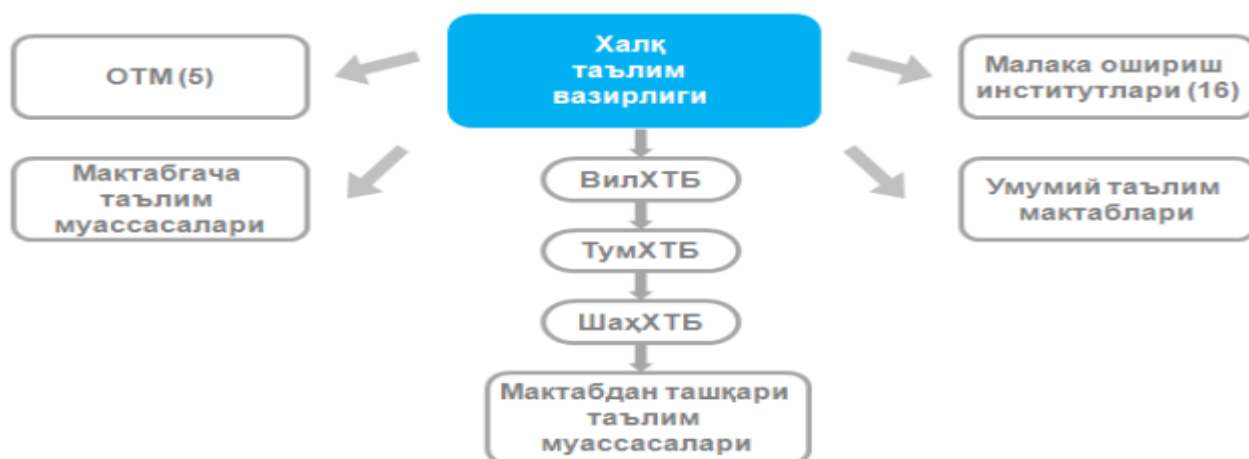 Халқ
таълим
вазирлиги
ОТМ (5)
Малака ошириш
институтлари (16)
Мактабгача
таълим
муассасалари
ВилХТБ
Умумий таълим
мактаблари
ТумХТБ
ШаҳХТБ
Мактабдан ташқари
таълим
муассасалари